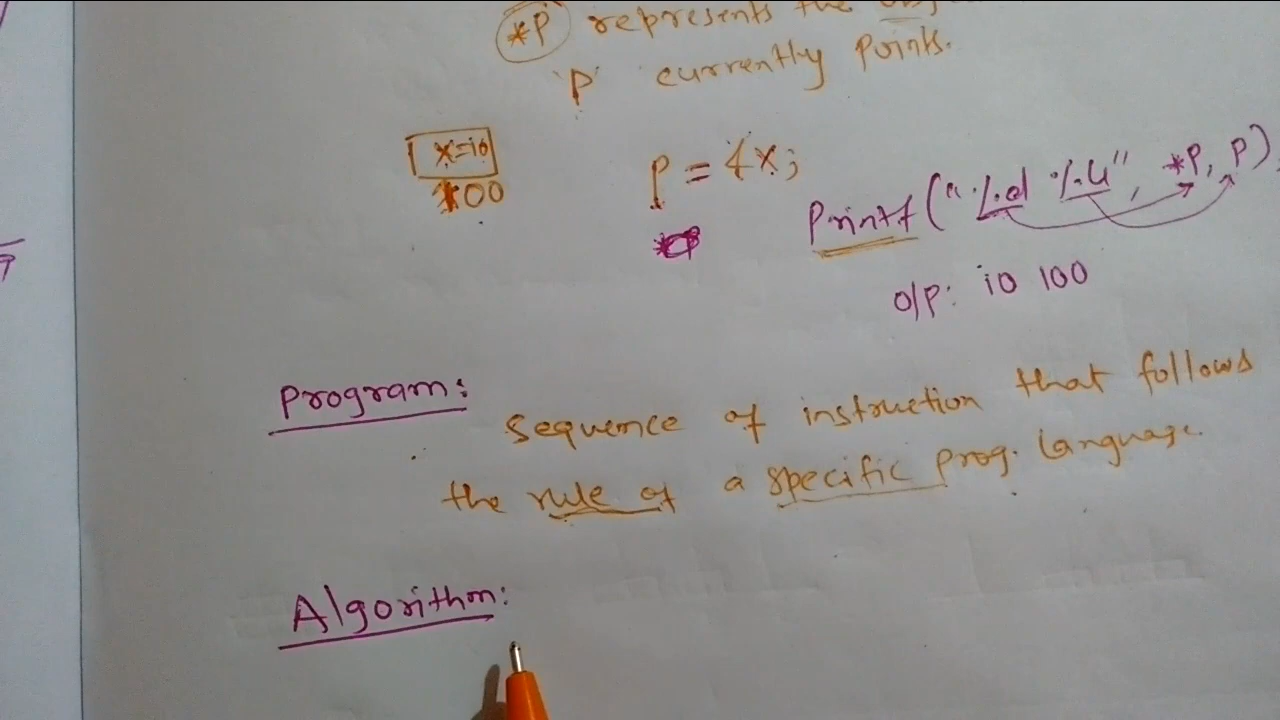 *P represents the
'P' currently points.
x=10
100
P = &x;
Printf("%d %u", *P, P)
O/P: 10 100
Program:
Sequence of instruction that follows
the rule of a specific prog. language.
Algorithm: